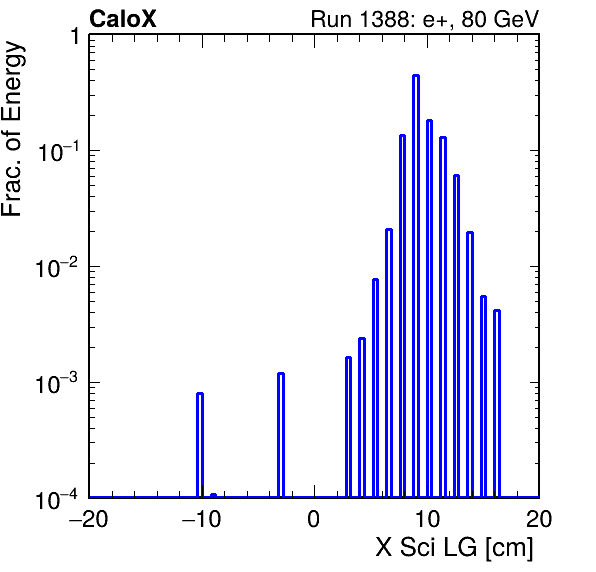 CaloX Run 1388: e+, 80 GeV
Frac. of Energy
1
10⁻¹
10⁻²
10⁻³
10⁻⁴
−20 −10 0 10 20
X Sci LG [cm]